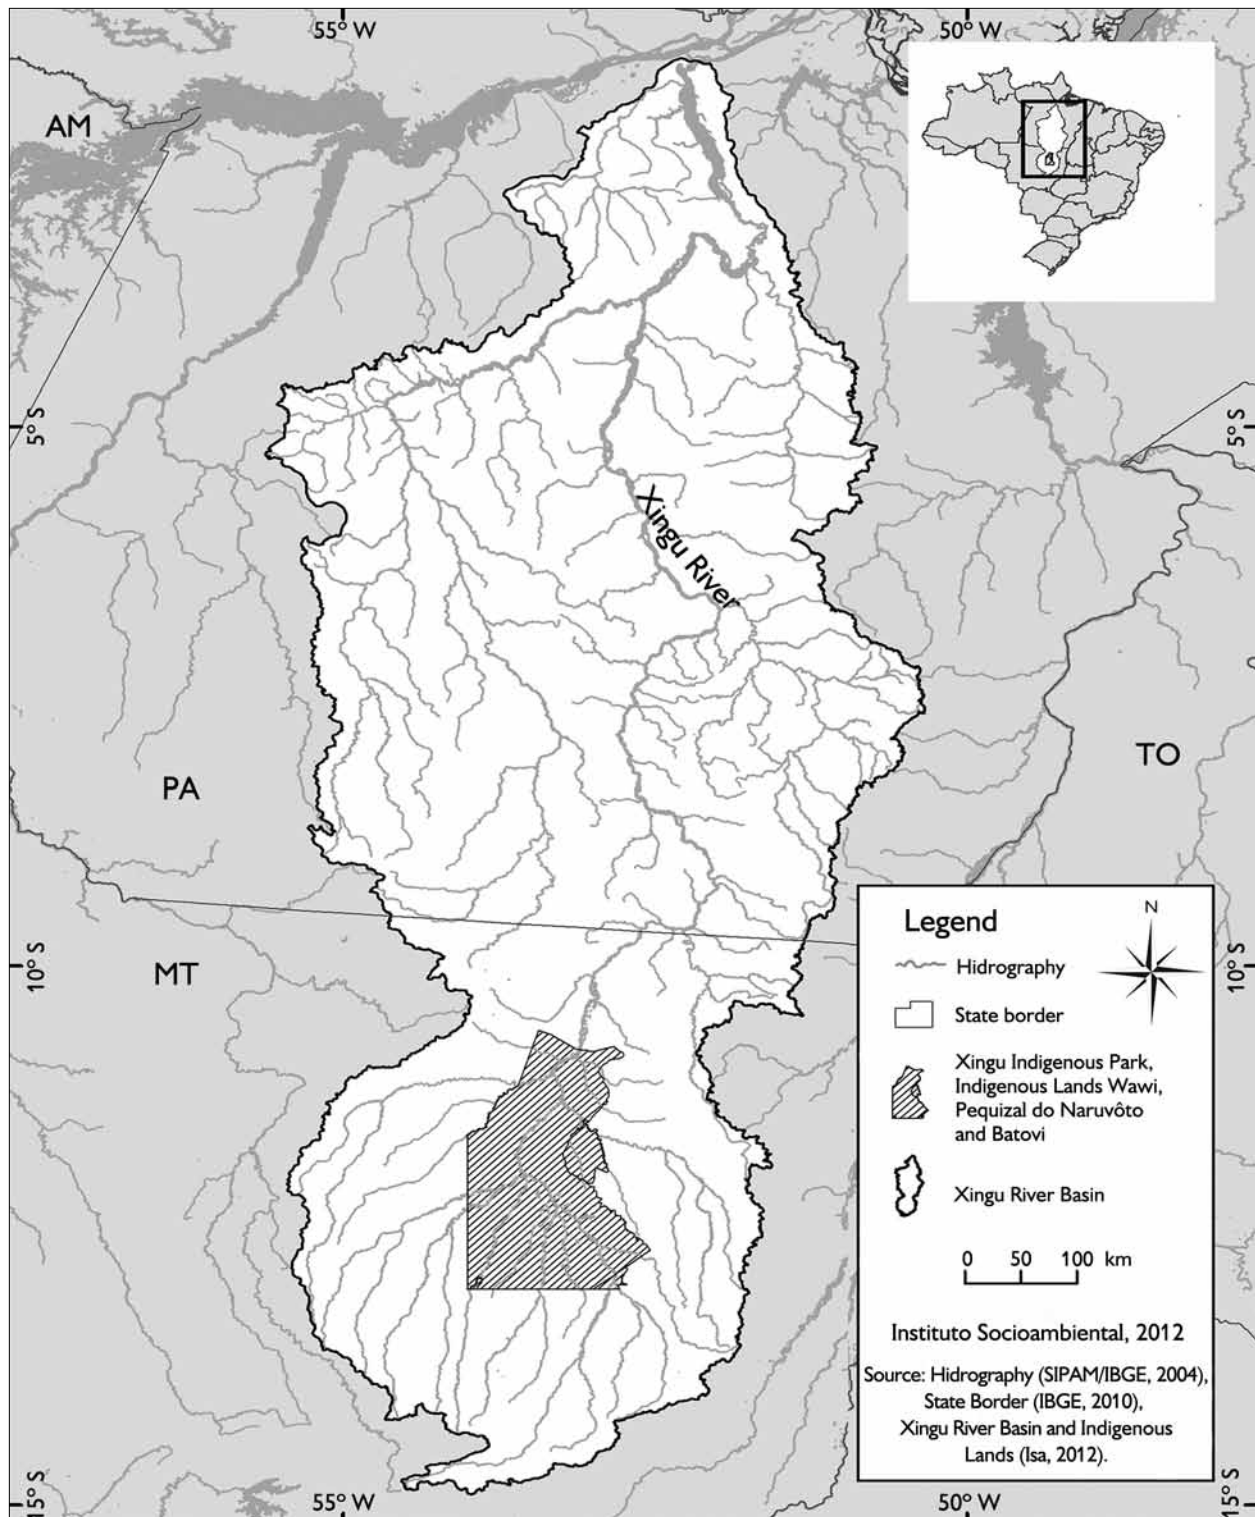 55° W
50° W
AM
5° S
5° S
Xingu River
PA
TO
MT
10° S
10° S
Legend
N
Hidrography
State border
Xingu Indigenous Park,
Indigenous Lands Wawi,
Pequizal do Naruvôto
and Batovi
Xingu River Basin
0 50 100 km
Instituto Socioambiental, 2012
Source: Hidrography (SIPAM/IBGE, 2004),
State Border (IBGE, 2010),
Xingu River Basin and Indigenous
Lands (Isa, 2012).
15° S
15° S
55° W
50° W